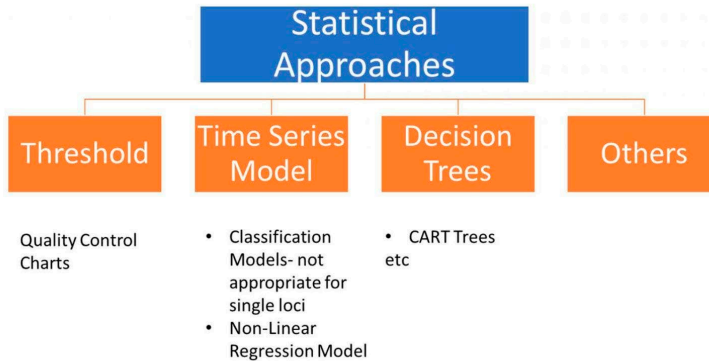 Statistical
Approaches
Threshold
Time Series
Model
Decision
Trees
Others
Quality Control
Charts
• Classification
Models- not
appropriate for
single loci
• Non-Linear
Regression Model
• CART Trees
etc